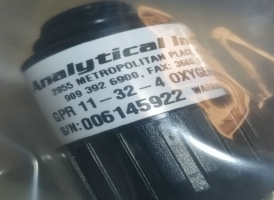 Analytical In
2855 METROPOLITAN PLACE
909 392 6900, FAX: 3665
GPR 11-32-4 OXYGE
S/N: 006145922